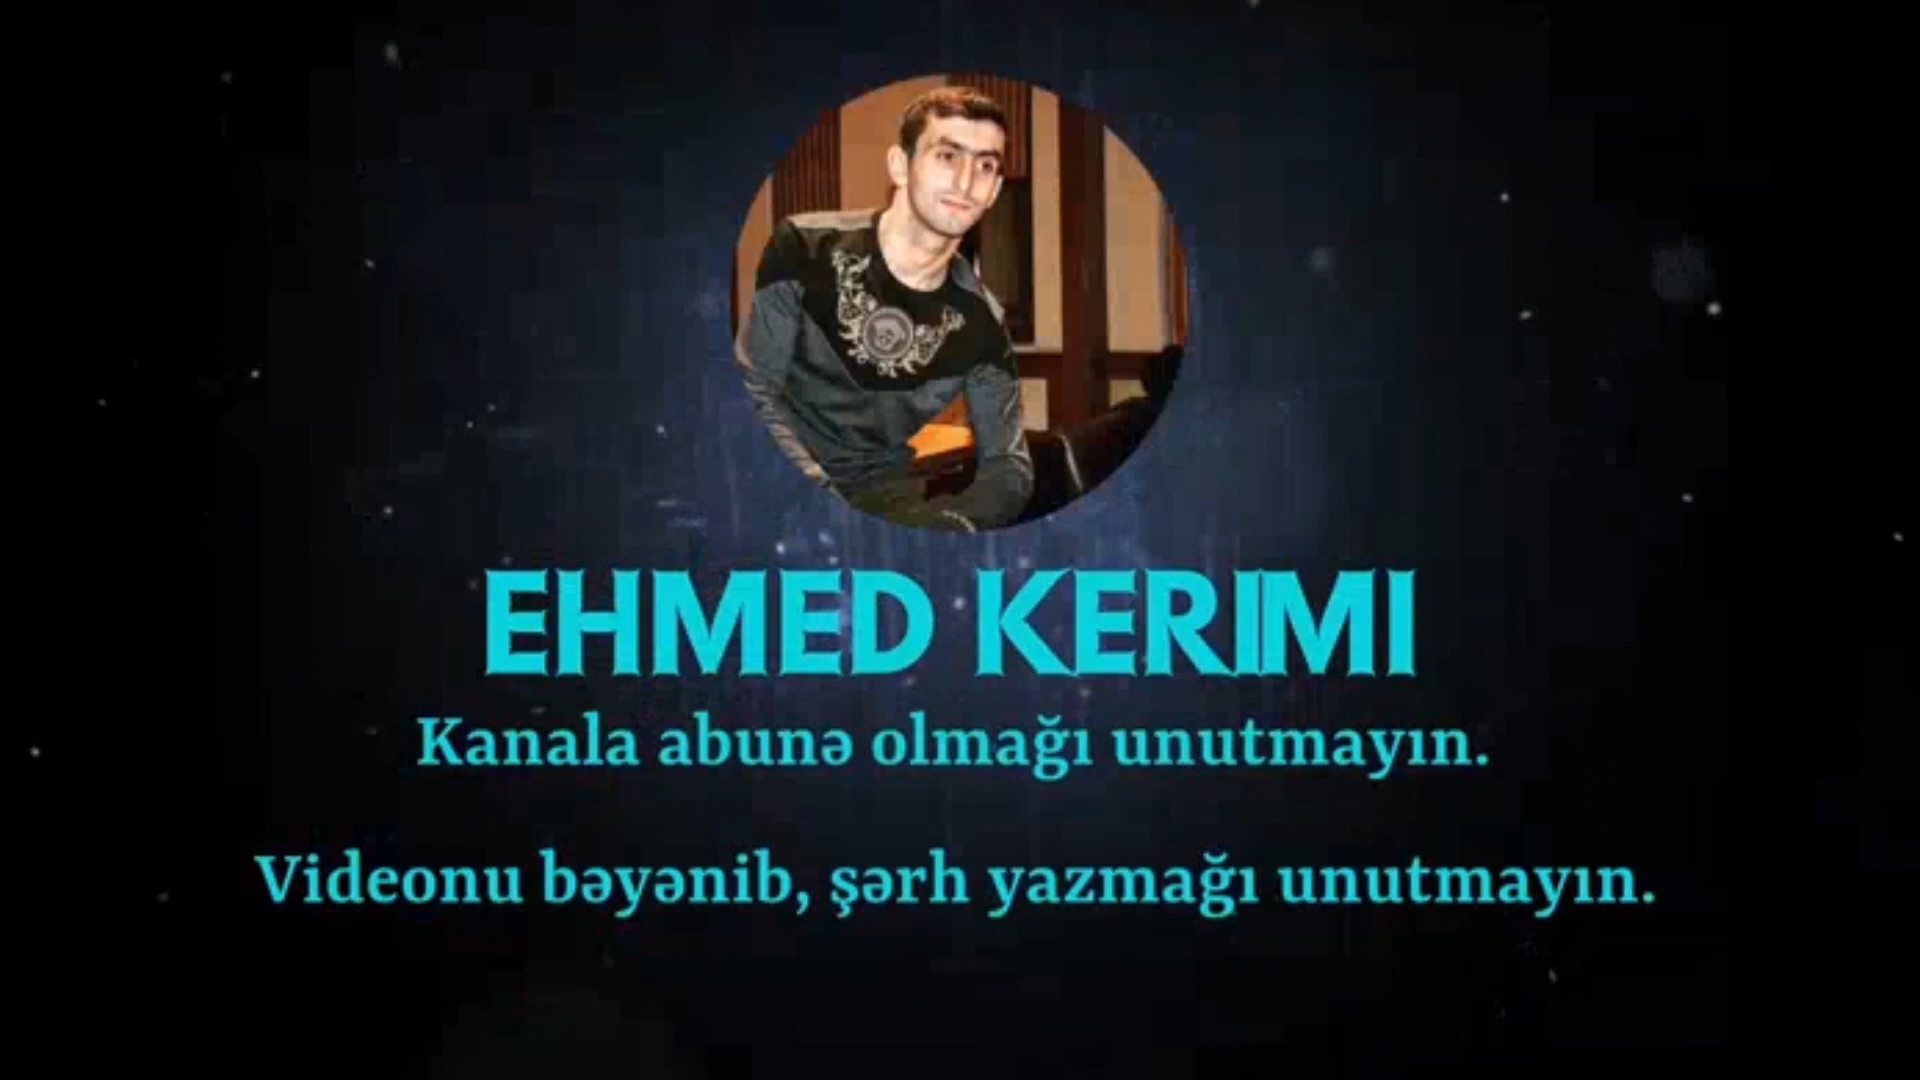 EHMED KERIMI
Kanala abunə olmağı unutmayın.
Videonu bəyənib, şərh yazmağı unutmayın.